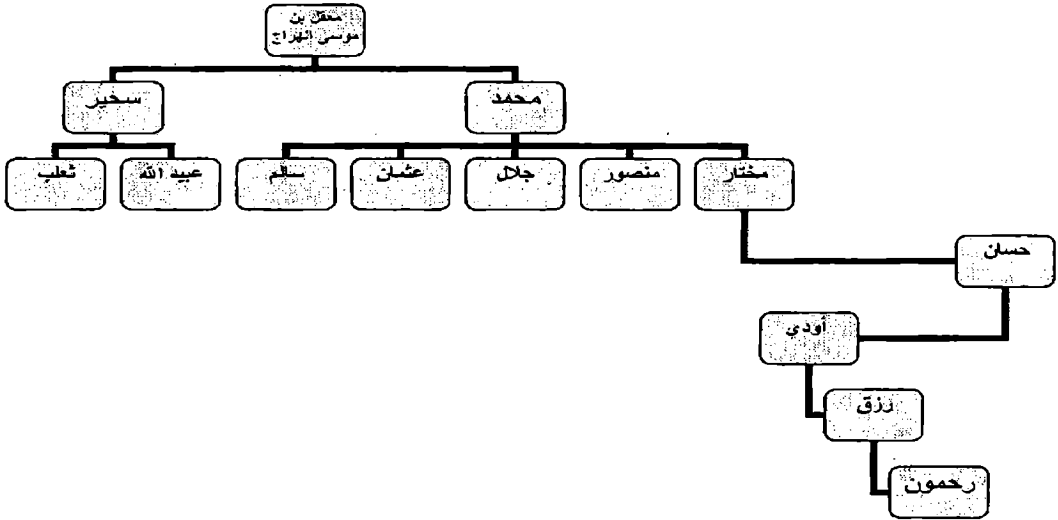 معقل بن
موسى الهراج
محمد
سخير
مختار
منصور
جلال
عثمان
سالم
عبيد الله
ثعلب
حسان
أودي
رزق
رحمون